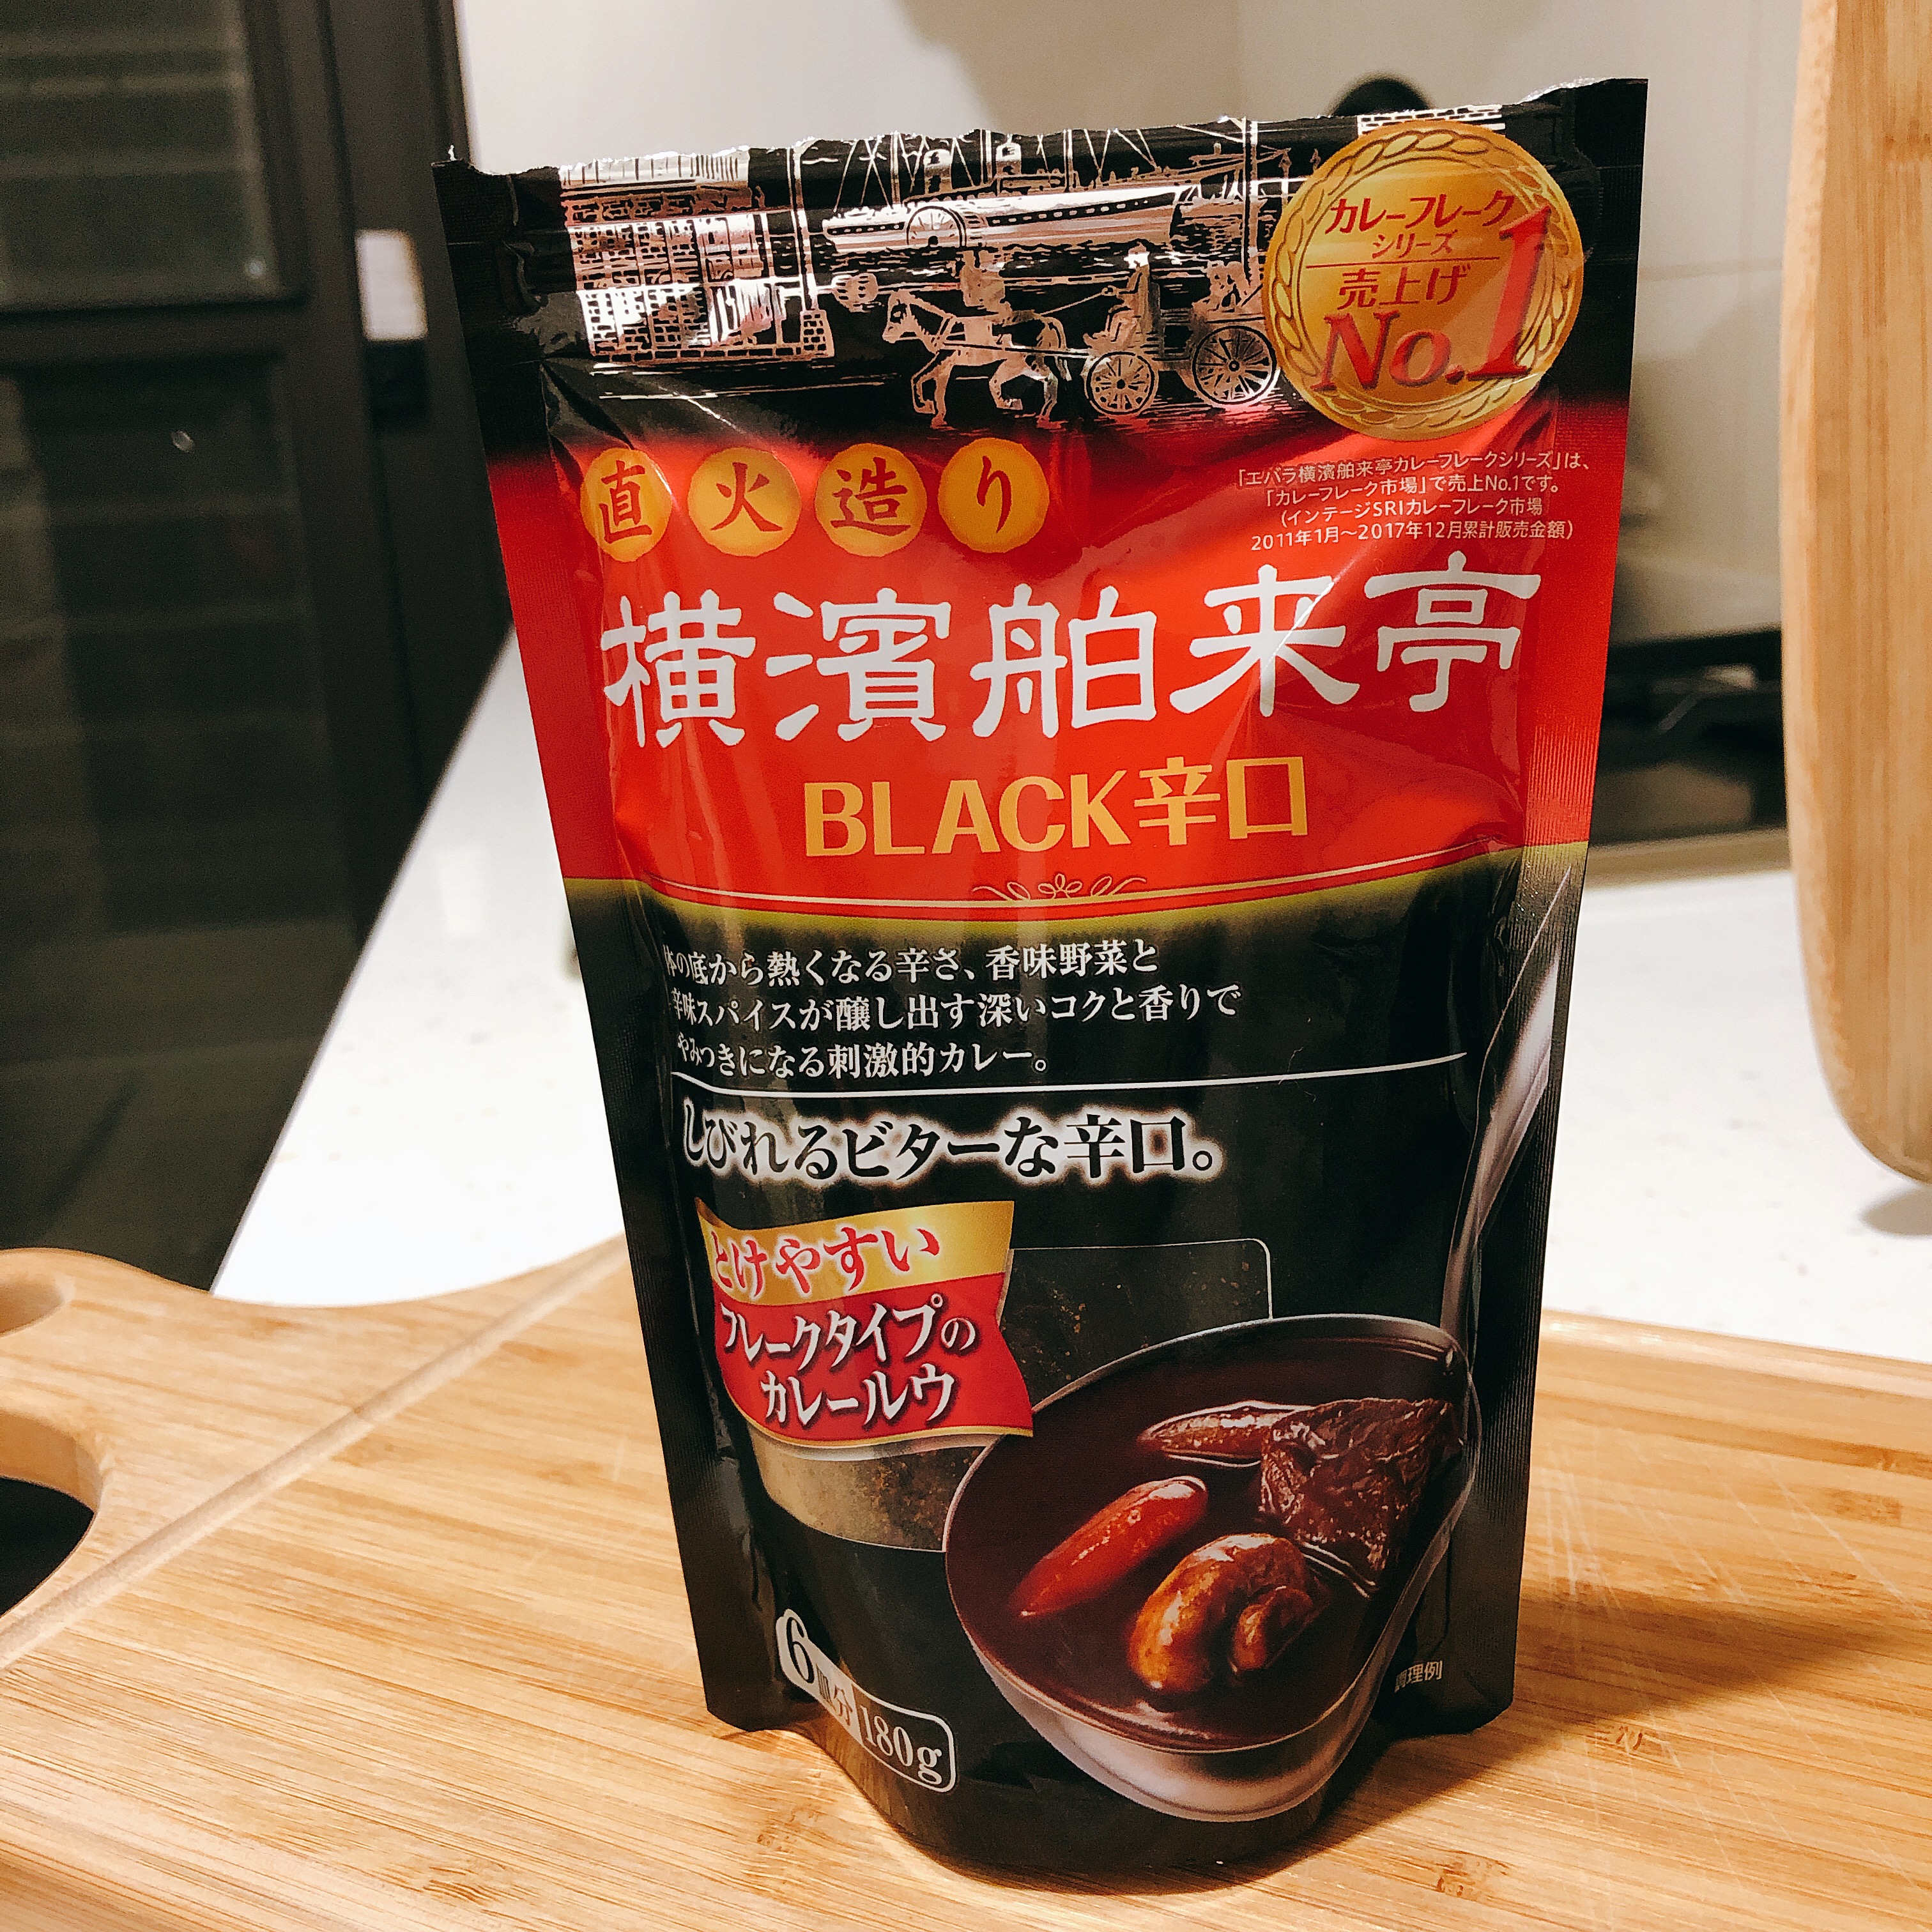 カレーフレーク
シリーズ
売上げ
No.1
直火造り
「エバラ横濱舶来亭カレーフレークシリーズ」は、
「カレーフレーク市場」で売上No.1です。
(インテージSRIカレーフレーク市場
2011年1月～2017年12月累計販売金額)
横濱舶来亭
BLACK辛口
体の底から熱くなる辛さ、香味野菜と
辛味スパイスが醸し出す深いコクと香りで
やみつきになる刺激的カレー。
しびれるビターな辛口。
とけやすい
フレークタイプの
カレールウ
6皿分 180g
調理例